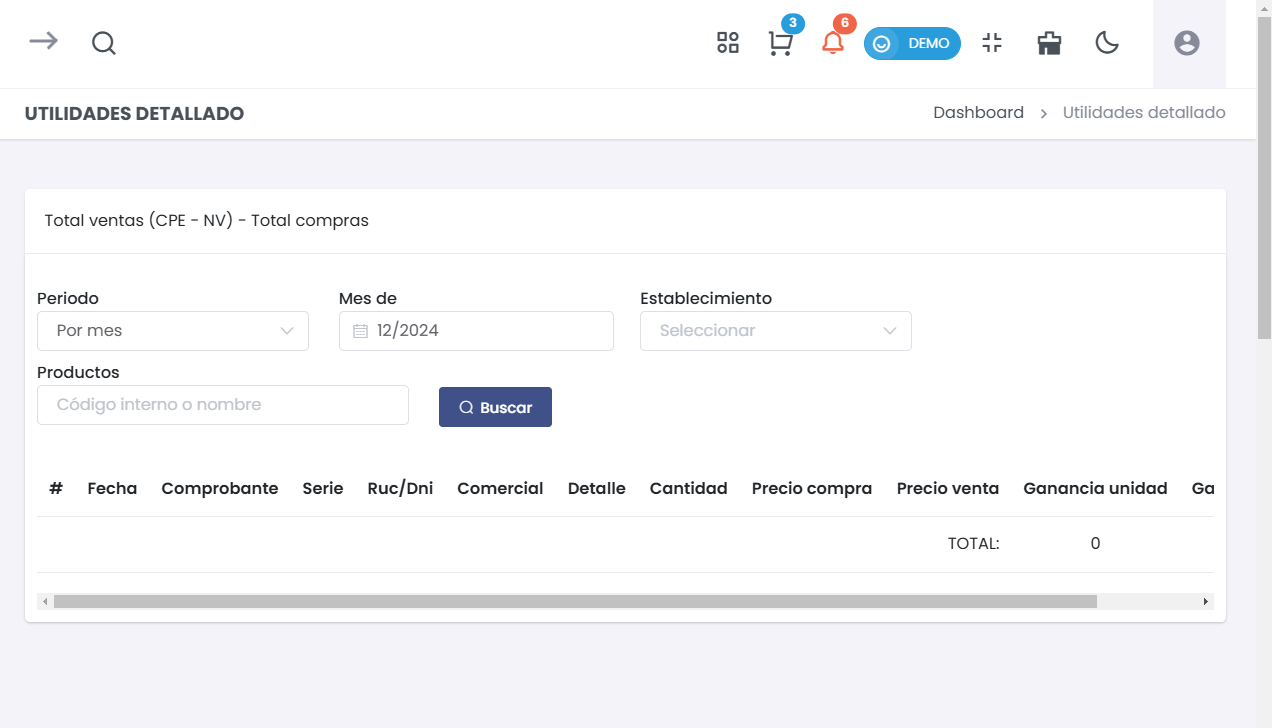 3
6
DEMO
UTILIDADES DETALLADO
Dashboard > Utilidades detallado
Total ventas (CPE - NV) - Total compras
Periodo Mes de Establecimiento
Por mes 12/2024 Seleccionar
Productos
Código interno o nombre Buscar
# Fecha Comprobante Serie Ruc/Dni Comercial Detalle Cantidad Precio compra Precio venta Ganancia unidad Ga
TOTAL: 0